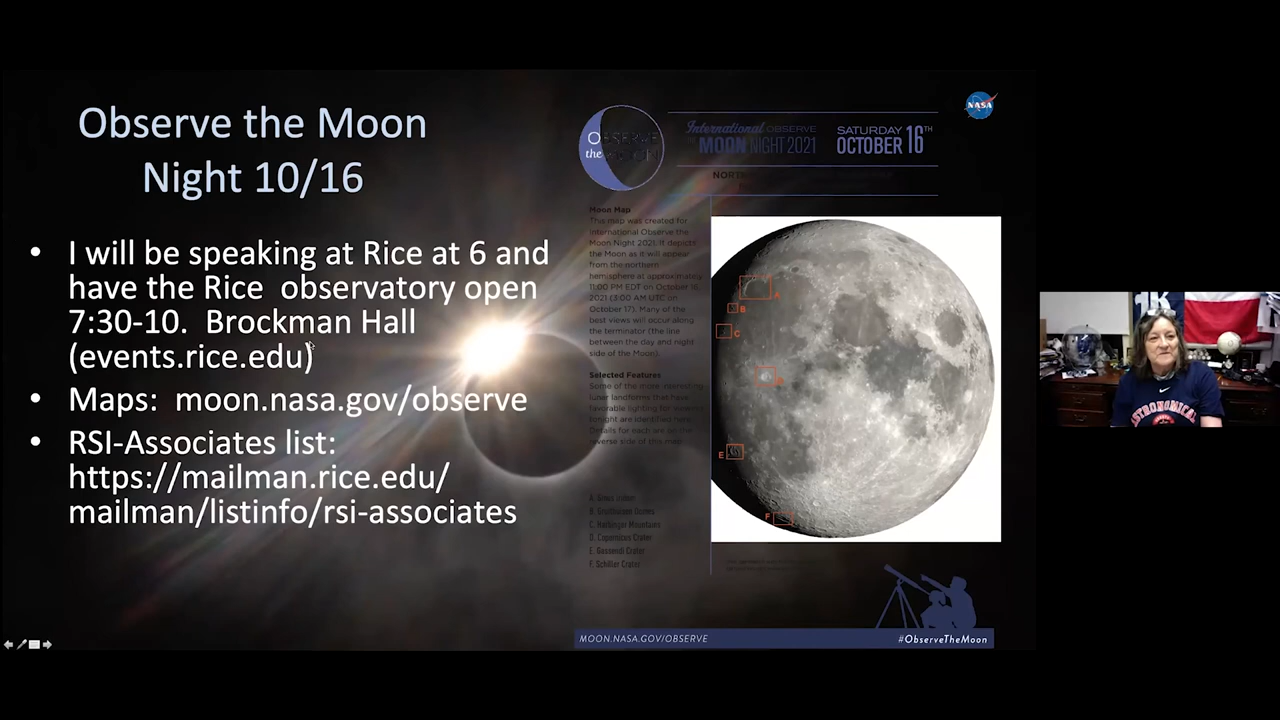 Observe the Moon
Night 10/16
• I will be speaking at Rice at 6 and
have the Rice observatory open
7:30-10. Brockman Hall
(events.rice.edu)
• Maps: moon.nasa.gov/observe
• RSI-Associates list:
https://mailman.rice.edu/
mailman/listinfo/rsi-associates
NASA
OBSERVE
the MOON
International OBSERVE
MOON NIGHT 2021
SATURDAY
OCTOBER 16TH
Moon Map
This map was created for
International Observe the
Moon Night 2021. It depicts
the Moon as it will appear
from the northern
hemisphere at approximately
11:00 PM EDT on October 16,
2021 (3:00 AM UTC on
October 17). Many of the
best views will occur along
the terminator (the line
between the day and night
side of the Moon).
Selected Features
Some of the more interesting
lunar landforms that have
favorable lighting for
tonight are identified here.
Details for each are on the
reverse side of this map.
A
B
C
E
F
C. Harbinger Mountains
D. Copernicus Crater
E. Gassendi Crater
F. Schiller Crater
MOON.NASA.GOV/OBSERVE
#ObserveTheMoon
ASTRONOMICAL